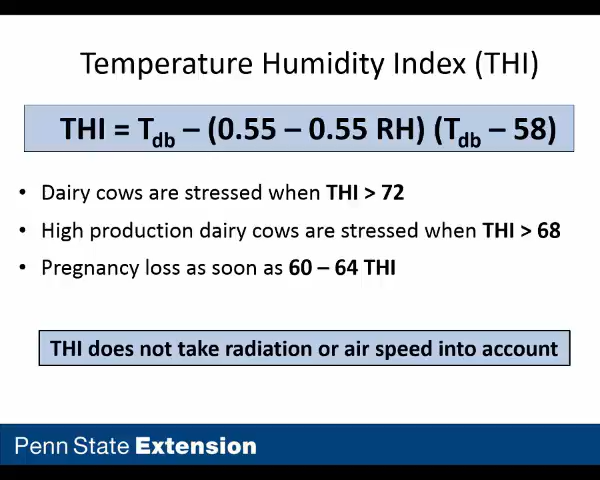 Temperature Humidity Index (THI)
THI = Tdb – (0.55 – 0.55 RH) (Tdb – 58)
• Dairy cows are stressed when THI > 72
• High production dairy cows are stressed when THI > 68
• Pregnancy loss as soon as 60 – 64 THI
THI does not take radiation or air speed into account
Penn State Extension